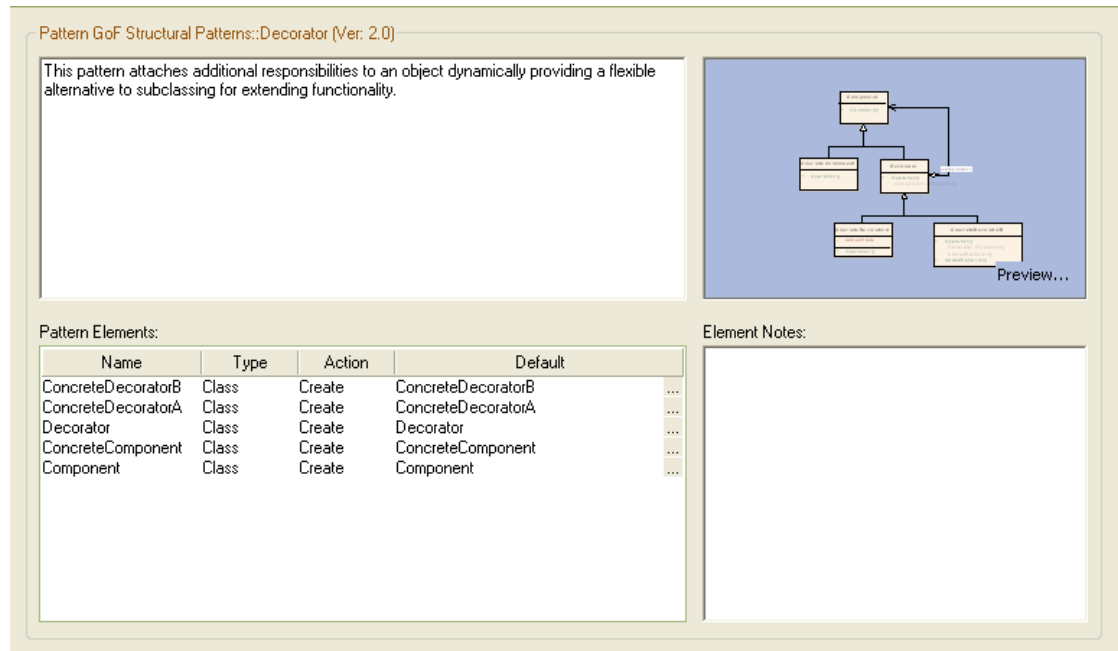 Pattern GoF Structural Patterns::Decorator (Ver: 2.0)
This pattern attaches additional responsibilities to an object dynamically providing a flexible
alternative to subclassing for extending functionality.
Preview...
Pattern Elements:
Element Notes:
Name Type Action Default
ConcreteDecoratorB Class Create ConcreteDecoratorB ...
ConcreteDecoratorA Class Create ConcreteDecoratorA ...
Decorator Class Create Decorator ...
ConcreteComponent Class Create ConcreteComponent ...
Component Class Create Component ...